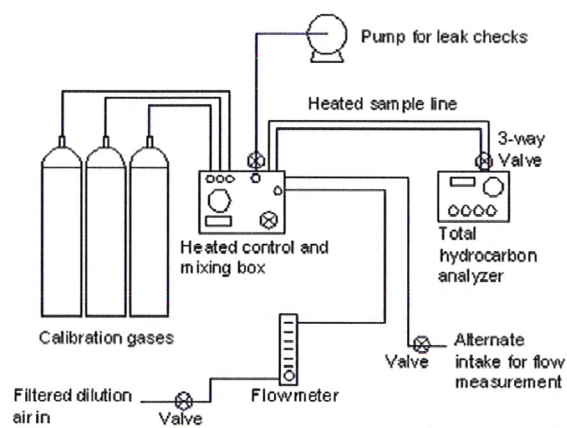 Pump for leak checks
Heated sample line
3-way
Valve
Heated control and
mixing box
Total
hydrocarbon
analyzer
Calibration gases
Valve
Alternate
intake for flow
measurement
Flowmeter
Filtered dilution
air in
Valve